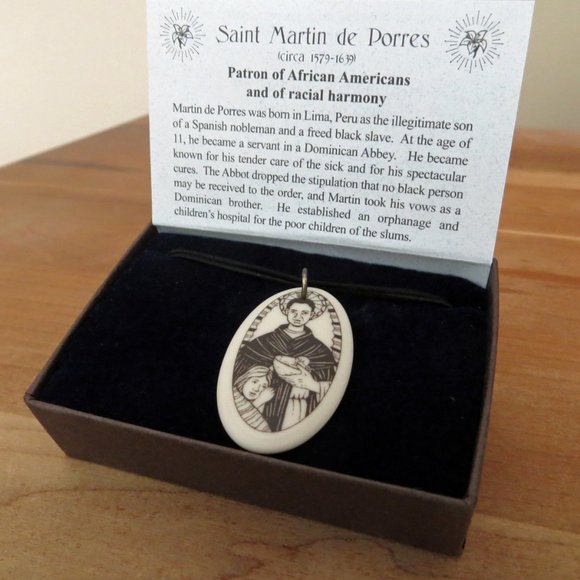 Saint Martin de Porres
(circa 1579-1639)
Patron of African Americans
and of racial harmony
Martin de Porres was born in Lima, Peru as the illegitimate son
of a Spanish nobleman and a freed black slave. At the age of
11, he became a servant in a Dominican Abbey. He became
known for his tender care of the sick and for his spectacular
cures. The Abbot dropped the stipulation that no black person
may be received to the order, and Martin took his vows as a
Dominican brother. He established an orphanage and
children's hospital for the poor children of the slums.